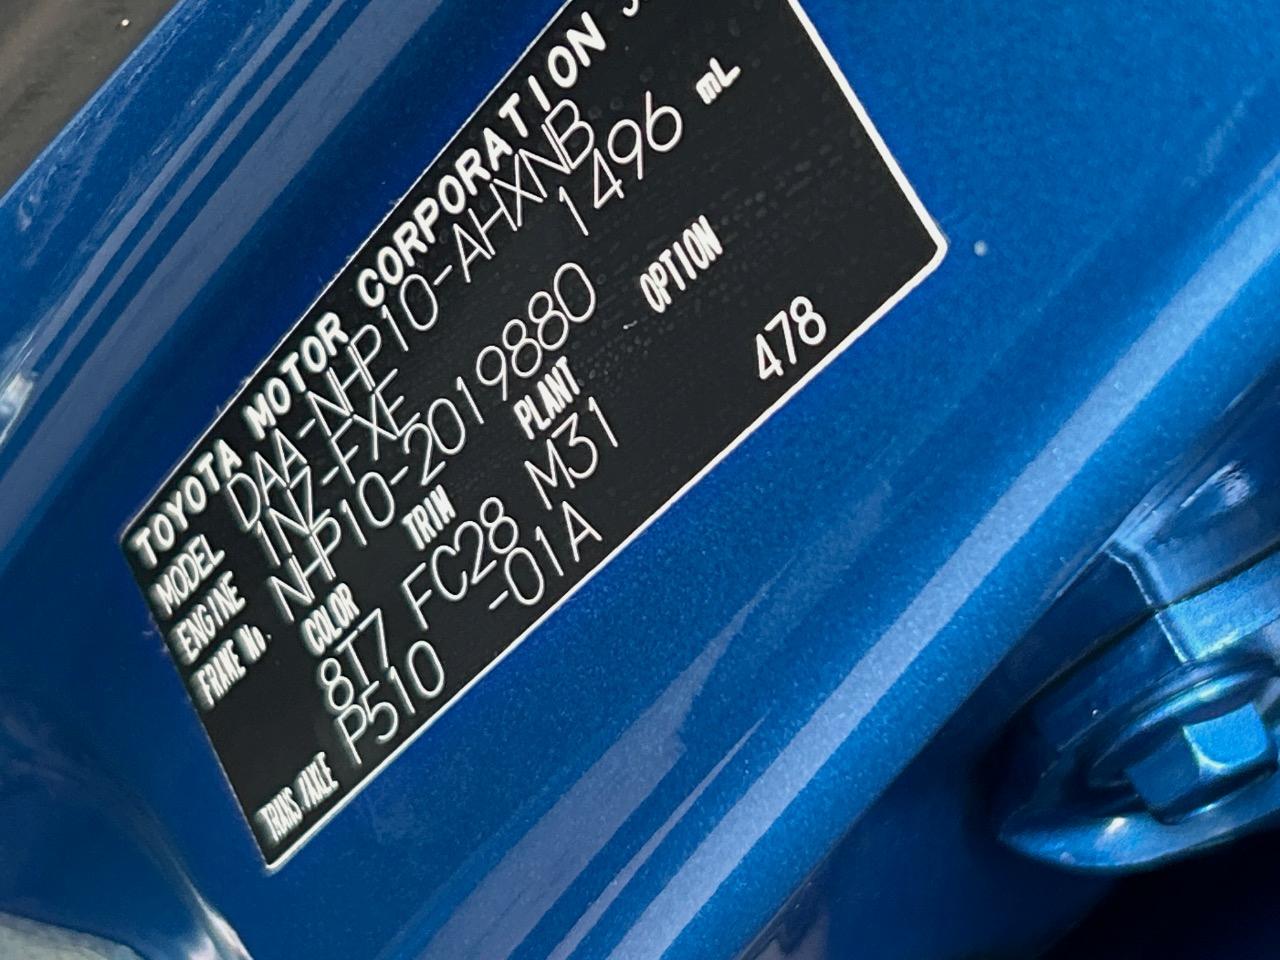 TOYOTA MOTOR CORPORATION
MODEL DAA-NHP10-AHXNB
ENGINE 1NZ-FXE 1496 mL
FRAME No. NHP10-2019880
COLOR TRIM PLANT OPTION
8T7 FC28 M31 478
TRANS/AXLE P510 -01A